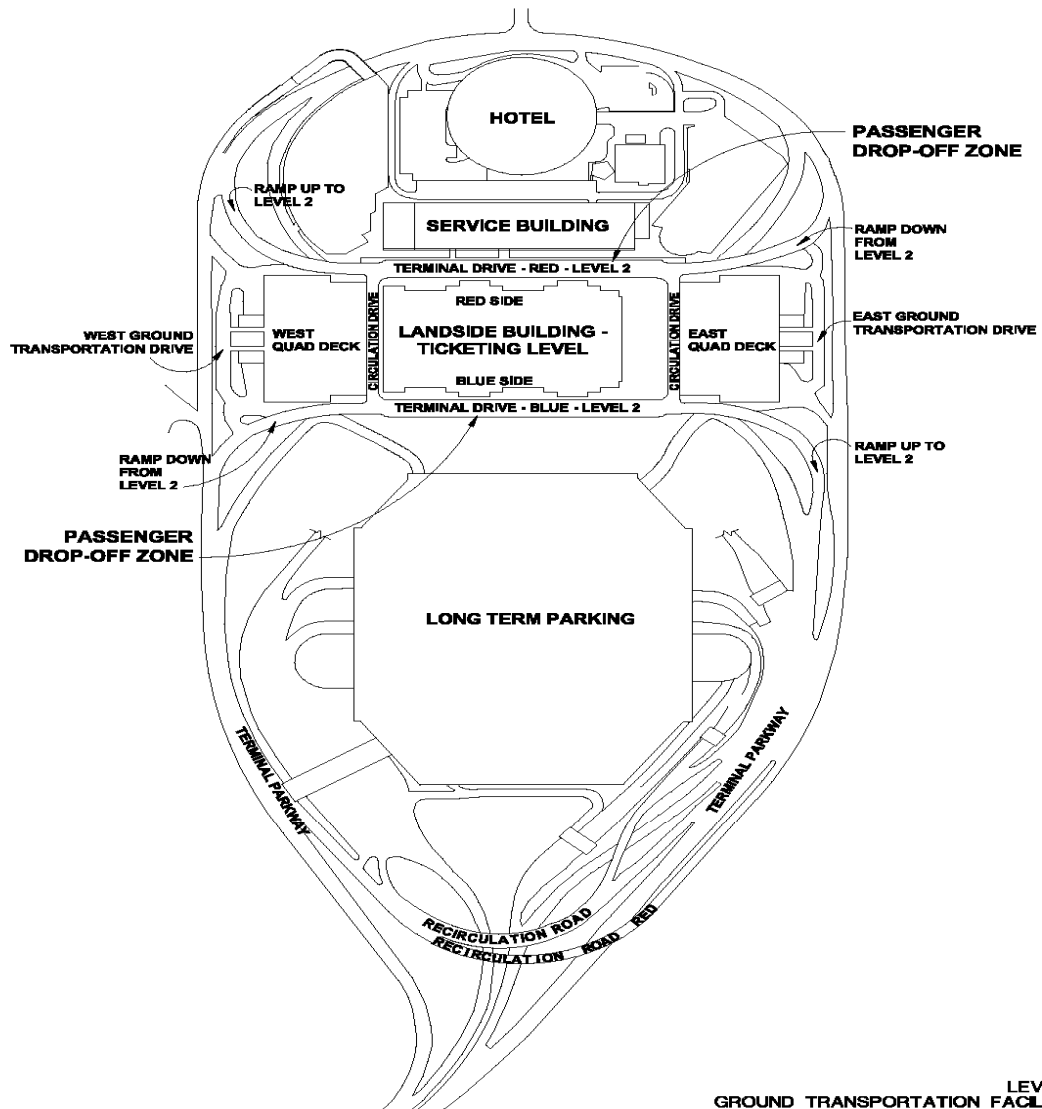 HOTEL
PASSENGER
DROP-OFF ZONE
RAMP UP TO
LEVEL 2
SERVICE BUILDING
RAMP DOWN
FROM
LEVEL 2
TERMINAL DRIVE - RED - LEVEL 2
RED SIDE
WEST GROUND
TRANSPORTATION DRIVE
WEST
QUAD DECK
CIRCULATION DRIVE
LANDSIDE BUILDING -
TICKETING LEVEL
CIRCULATION DRIVE
EAST
QUAD DECK
EAST GROUND
TRANSPORTATION DRIVE
BLUE SIDE
TERMINAL DRIVE - BLUE - LEVEL 2
RAMP DOWN
FROM
LEVEL 2
RAMP UP TO
LEVEL 2
PASSENGER
DROP-OFF ZONE
LONG TERM PARKING
TERMINAL PARKWAY
TERMINAL PARKWAY
RECIRCULATION ROAD
RECIRCULATION ROAD RED
LEV
GROUND TRANSPORTATION FACIL